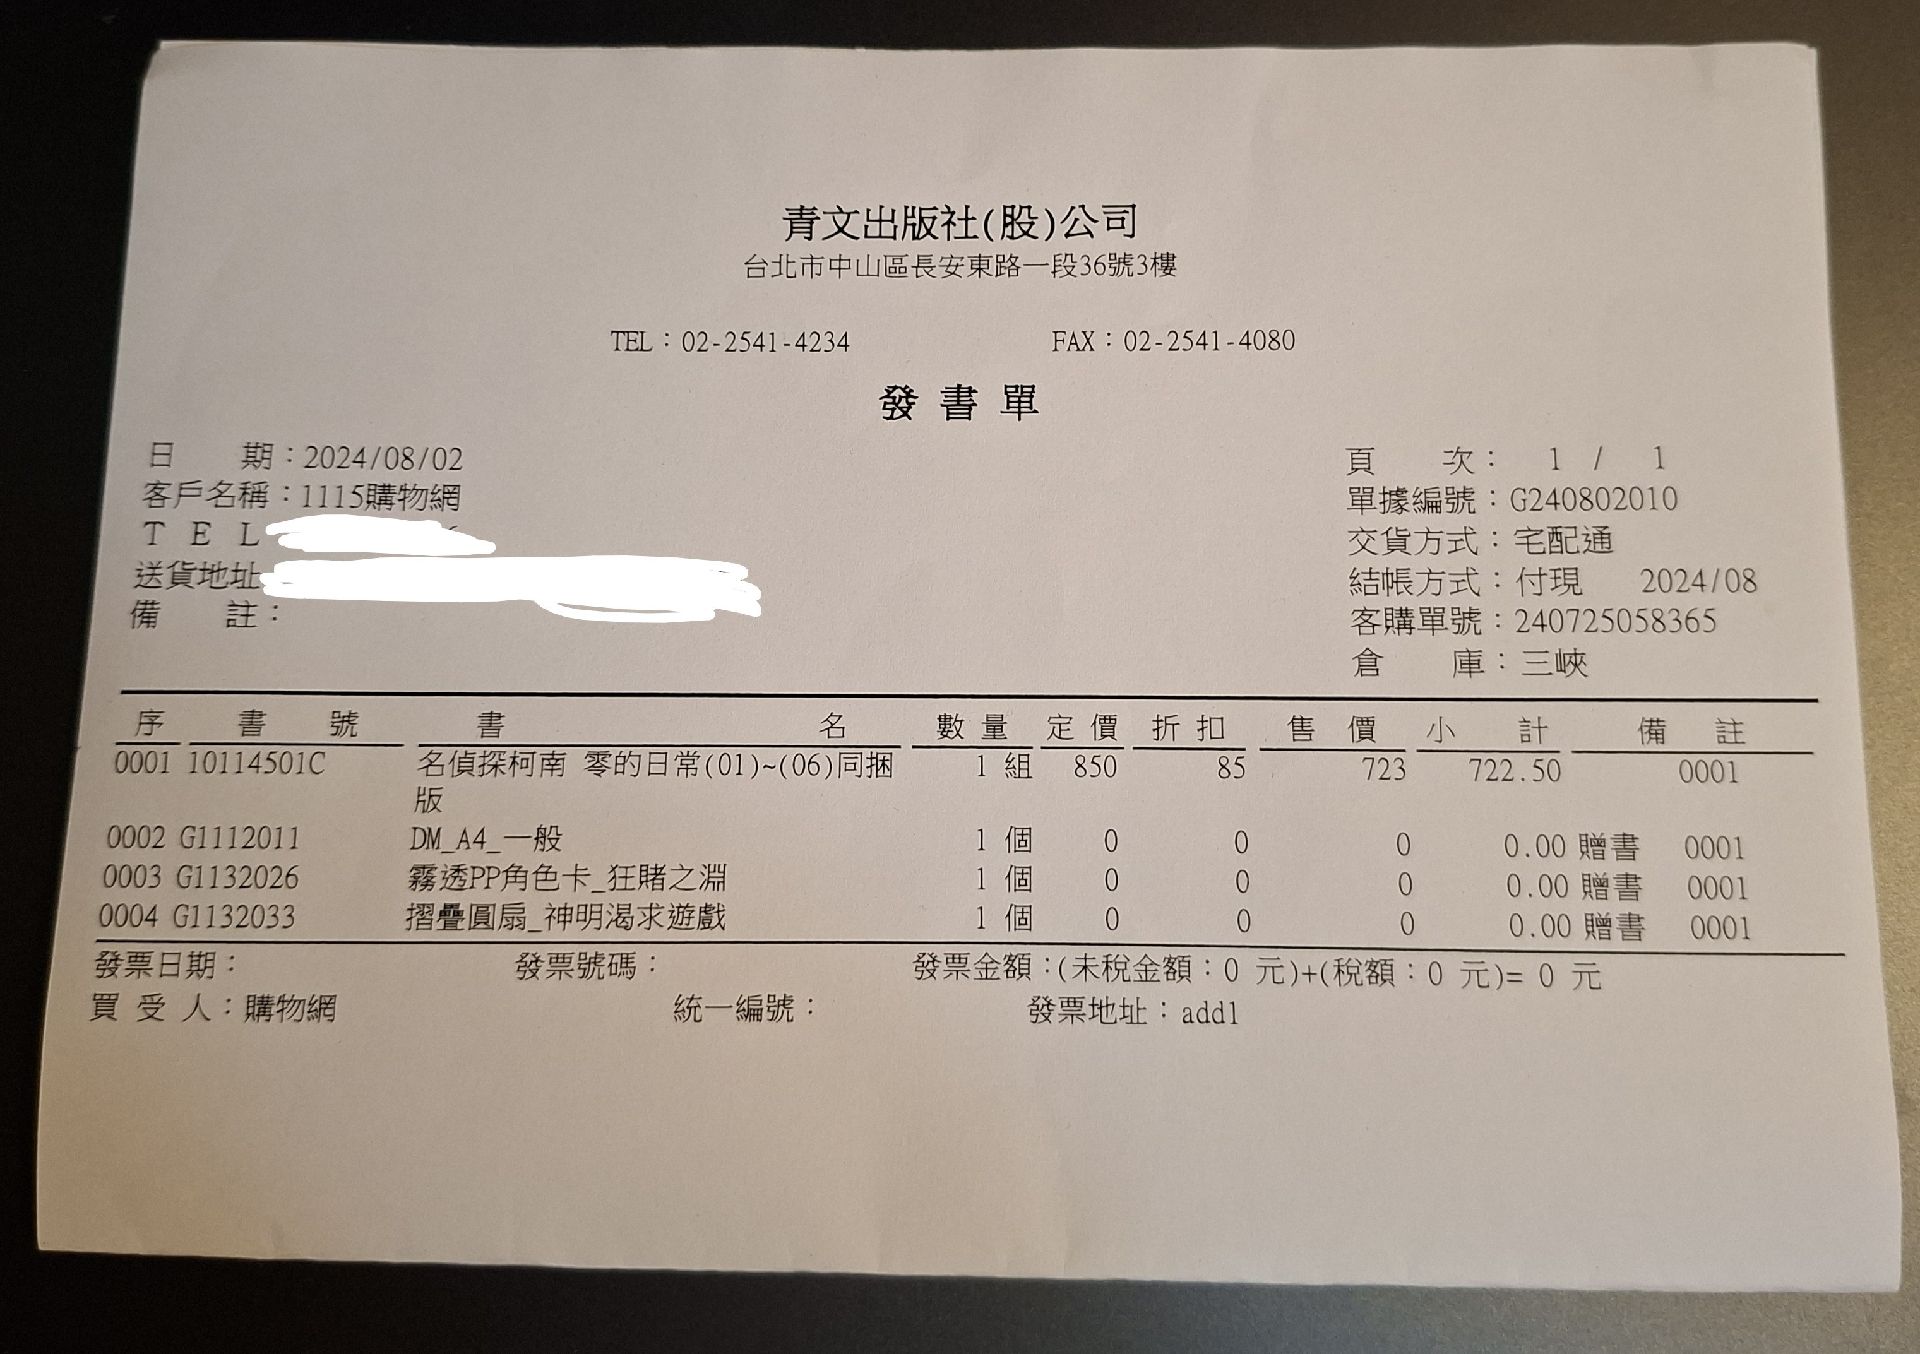 青文出版社(股)公司
台北市中山區長安東路一段36號3樓
TEL：02-2541-4234 FAX：02-2541-4080
發書單
日 期：2024/08/02 頁 次： 1 / 1
客戶名稱：1115購物網 單據編號：G240802010
T E L 交貨方式：宅配通
送貨地址 結帳方式：付現 2024/08
備 註： 客購單號：240725058365
倉 庫：三峽
序 書 號 書 名 數 量 定 價 折 扣 售 價 小 計 備 註
0001 10114501C 名偵探柯南 零的日常(01)~(06)同捆 1 組 850 85 723 722.50 0001
版
0002 G1112011 DM_A4_一般 1 個 0 0 0 0.00 贈書 0001
0003 G1132026 霧透PP角色卡_狂賭之淵 1 個 0 0 0 0.00 贈書 0001
0004 G1132033 摺疊圓扇_神明渴求遊戲 1 個 0 0 0 0.00 贈書 0001
發票日期： 發票號碼： 發票金額：(未稅金額：0 元)+(稅額：0 元)= 0 元
買 受 人：購物網 統一編號： 發票地址：add1